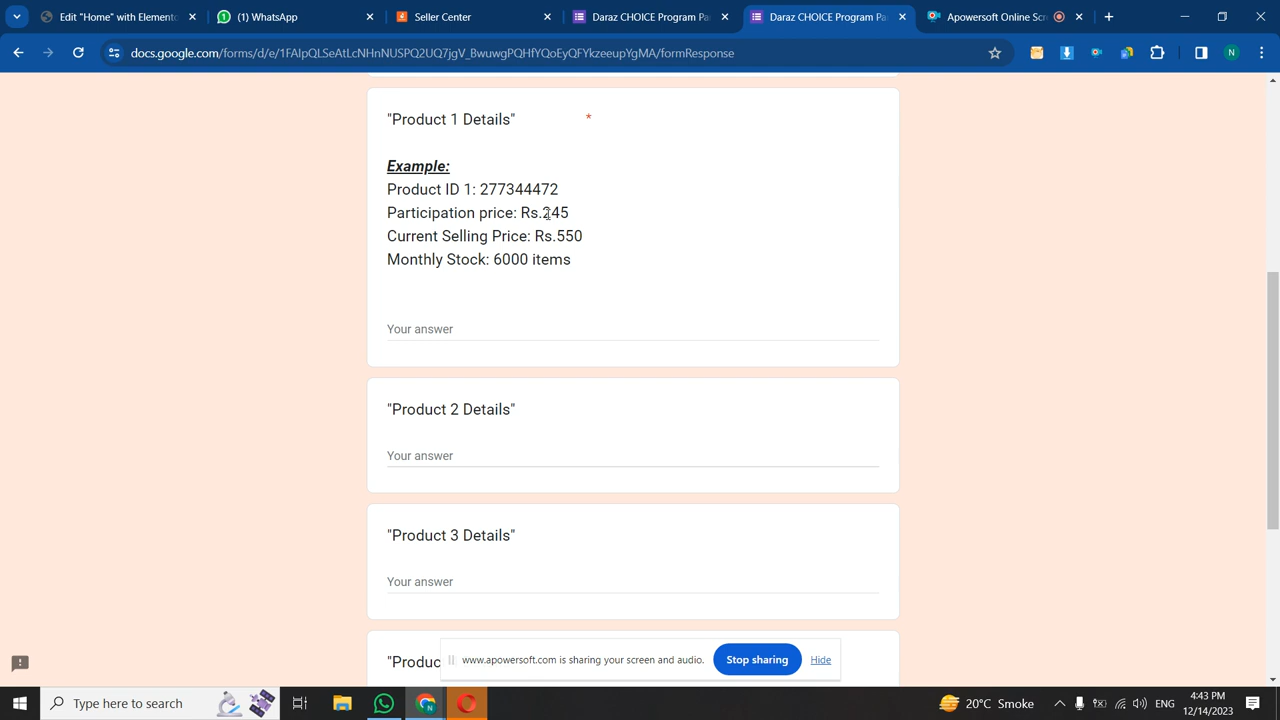 Edit "Home" with Elemento
(1) WhatsApp
Seller Center
Daraz CHOICE Program Pa
Daraz CHOICE Program Pa
Apowersoft Online Scr
docs.google.com/forms/d/e/1FAIpQLSeAtLcNHnNUSPQ2UQ7jgV_BwuwgPQHfYQoEyQFYkzeeupYgMA/formResponse
N
"Product 1 Details" *
Example:
Product ID 1: 277344472
Participation price: Rs.245
Current Selling Price: Rs.550
Monthly Stock: 6000 items
Your answer
"Product 2 Details"
Your answer
"Product 3 Details"
Your answer
"Produc
www.apowersoft.com is sharing your screen and audio.
Stop sharing
Hide
Type here to search
N
20°C Smoke
ENG
4:43 PM
12/14/2023